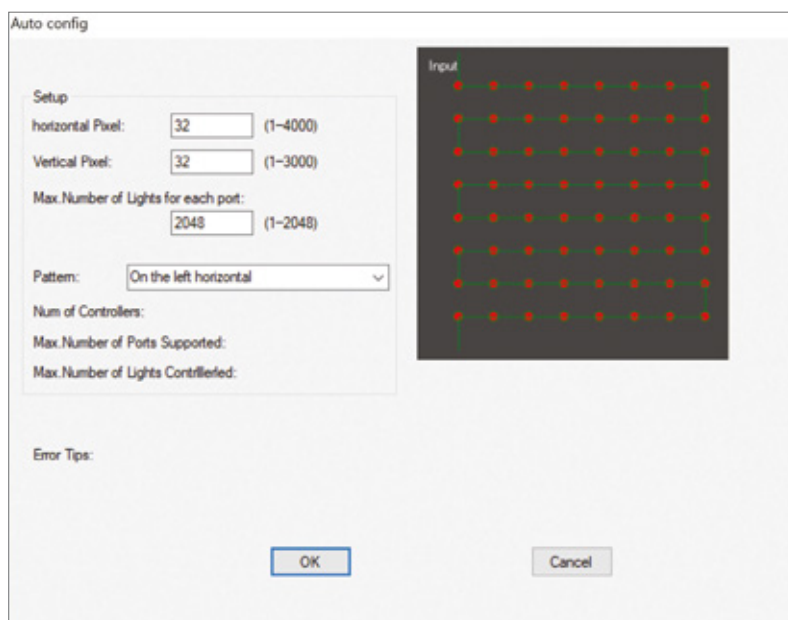 Auto config
Input
Setup
horizontal Pixel: 32 (1-4000)
Vertical Pixel: 32 (1-3000)
Max.Number of Lights for each port:
2048 (1-2048)
Pattern: On the left horizontal
Num of Controllers:
Max.Number of Ports Supported:
Max.Number of Lights Contrllerled:
Error Tips:
OK Cancel